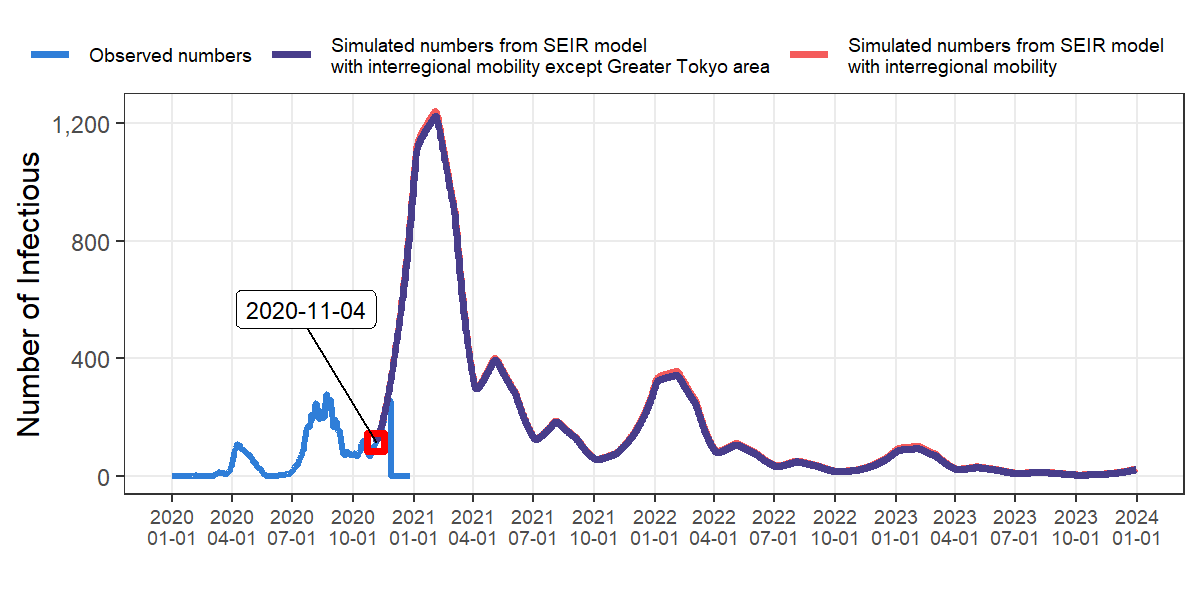 Observed numbers
Simulated numbers from SEIR model
with interregional mobility except Greater Tokyo area
Simulated numbers from SEIR model
with interregional mobility
Number of Infectious
1,200
800
400
0
2020-11-04
2020 2020 2020 2020 2021 2021 2021 2021 2022 2022 2022 2022 2023 2023 2023 2023 2024
01-01 04-01 07-01 10-01 01-01 04-01 07-01 10-01 01-01 04-01 07-01 10-01 01-01 04-01 07-01 10-01 01-01